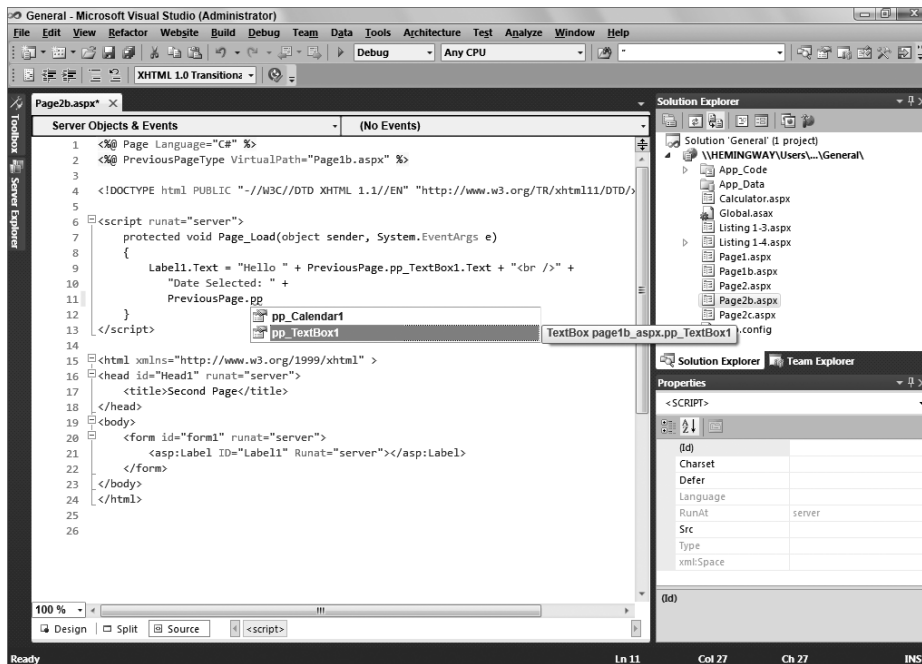 General - Microsoft Visual Studio (Administrator)
File Edit View Refactor Website Build Debug Team Data Tools Architecture Test Analyze Window Help
Debug Any CPU
XHTML 1.0 Transitiona
Toolbox
Server Explorer
Page2b.aspx*
Server Objects & Events (No Events)
1 <%@ Page Language="C#" %>
2 <%@ PreviousPageType VirtualPath="Page1b.aspx" %>
3
4 <!DOCTYPE html PUBLIC "-//W3C//DTD XHTML 1.1//EN" "http://www.w3.org/TR/xhtml11/DTD/
5
6 <script runat="server">
7 protected void Page_Load(object sender, System.EventArgs e)
8 {
9 Label1.Text = "Hello " + PreviousPage.pp_TextBox1.Text + "<br />" +
10 "Date Selected: " +
11 PreviousPage.pp
12 }
pp_Calendar1
13 </script>
pp_TextBox1
TextBox page1b_aspx.pp_TextBox1
14
15 <html xmlns="http://www.w3.org/1999/xhtml" >
16 <head id="Head1" runat="server">
17 <title>Second Page</title>
18 </head>
19 <body>
20 <form id="form1" runat="server">
21 <asp:Label ID="Label1" Runat="server"></asp:Label>
22 </form>
23 </body>
24 </html>
25
26
100 %
Design Split Source <script>
Solution Explorer
Solution 'General' (1 project)
\\HEMINGWAY\Users\...\General\
App_Code
App_Data
Calculator.aspx
Global.asax
Listing 1-3.aspx
Listing 1-4.aspx
Page1.aspx
Page1b.aspx
Page2.aspx
Page2b.aspx
Page2c.aspx
.config
Solution Explorer Team Explorer
Properties
<SCRIPT>
(Id)
Charset
Defer
Language
RunAt server
Src
Type
xml:Space
(Id)
Ready Ln 11 Col 27 Ch 27 INS